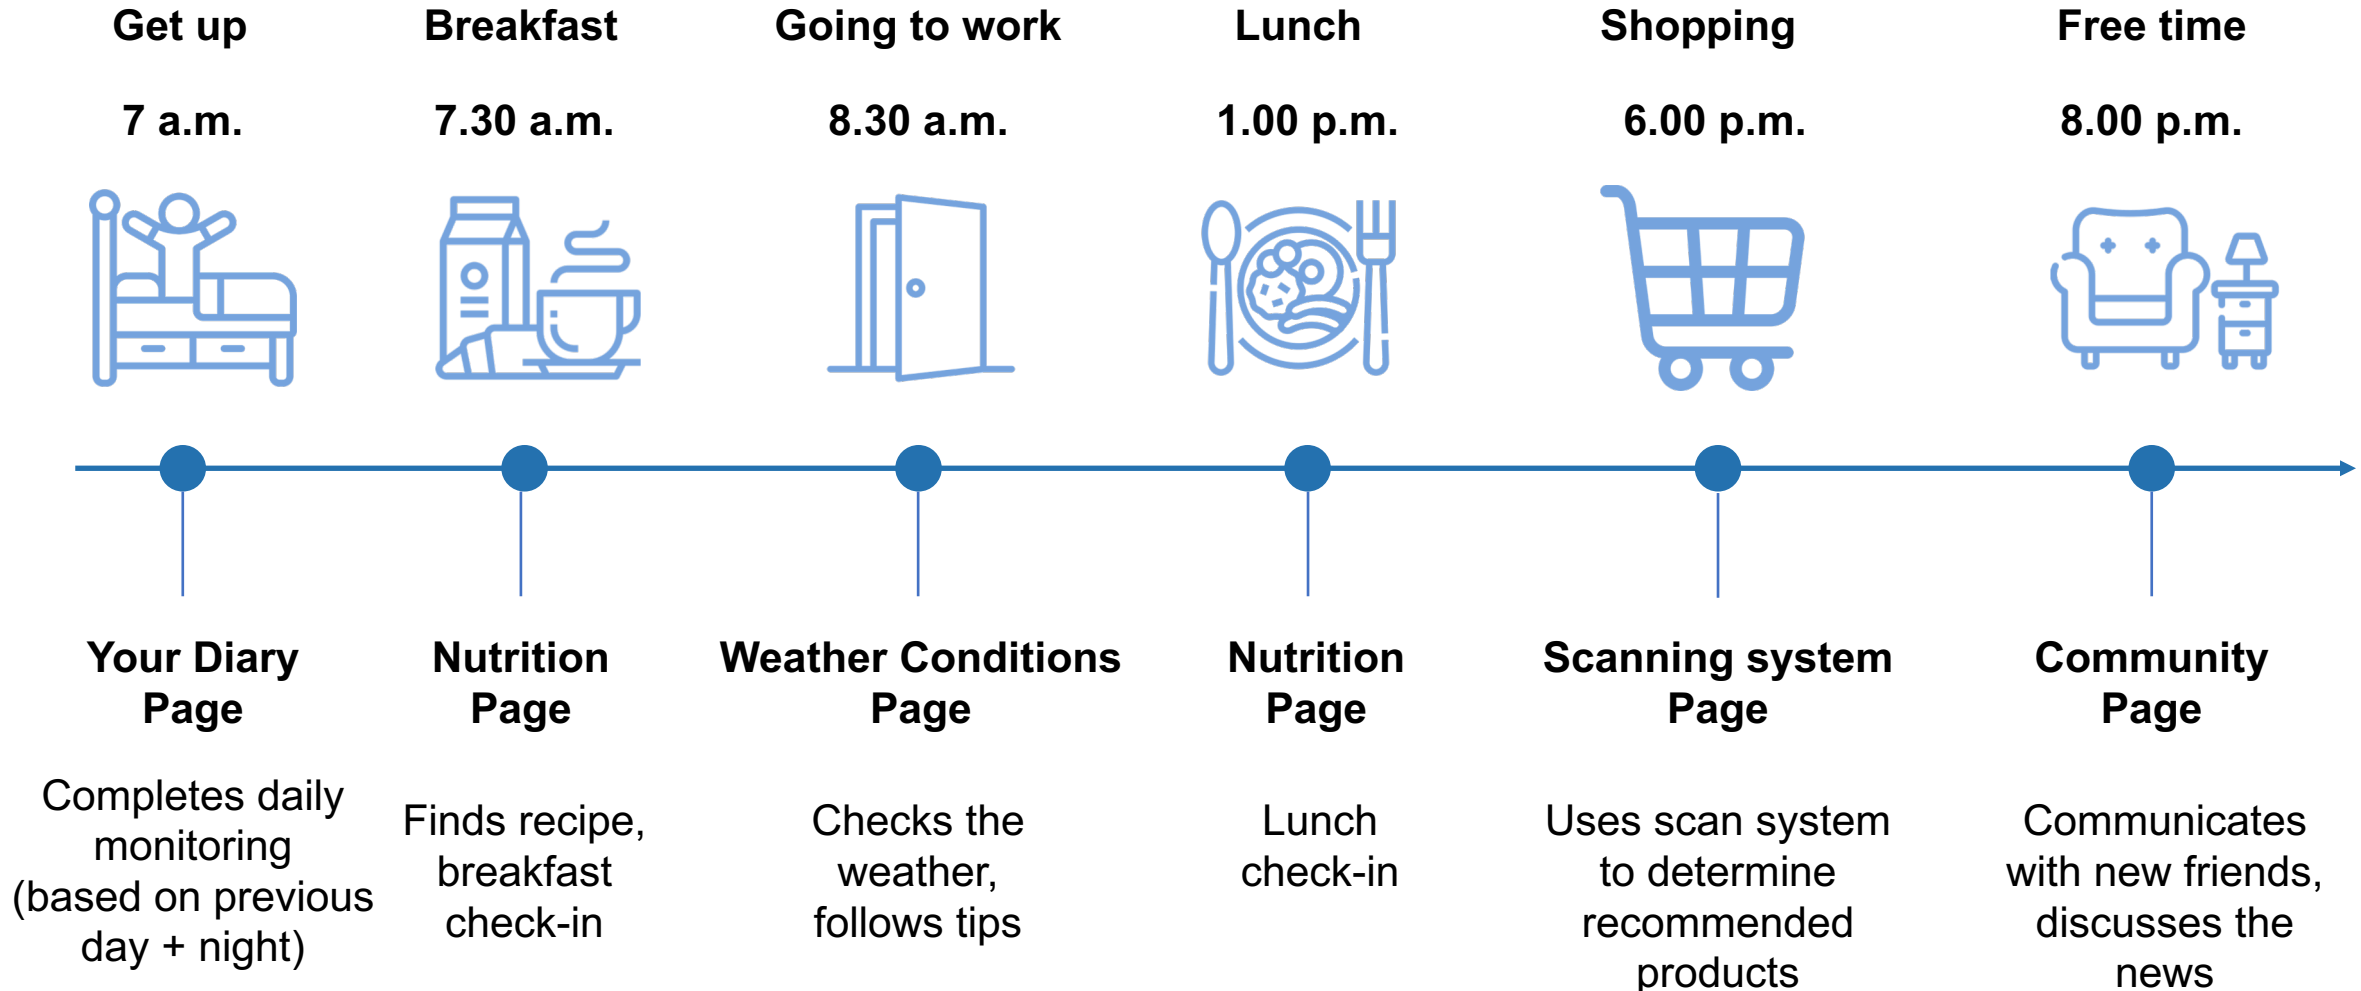 Get up
Breakfast
Going to work
Lunch
Shopping
Free time
7 a.m.
7.30 a.m.
8.30 a.m.
1.00 p.m.
6.00 p.m.
8.00 p.m.
Your Diary
Page
Nutrition
Page
Weather Conditions
Page
Nutrition
Page
Scanning system
Page
Community
Page
Completes daily
monitoring
(based on previous
day + night)
Finds recipe,
breakfast
check-in
Checks the
weather,
follows tips
Lunch
check-in
Uses scan system
to determine
recommended
products
Communicates
with new friends,
discusses the
news